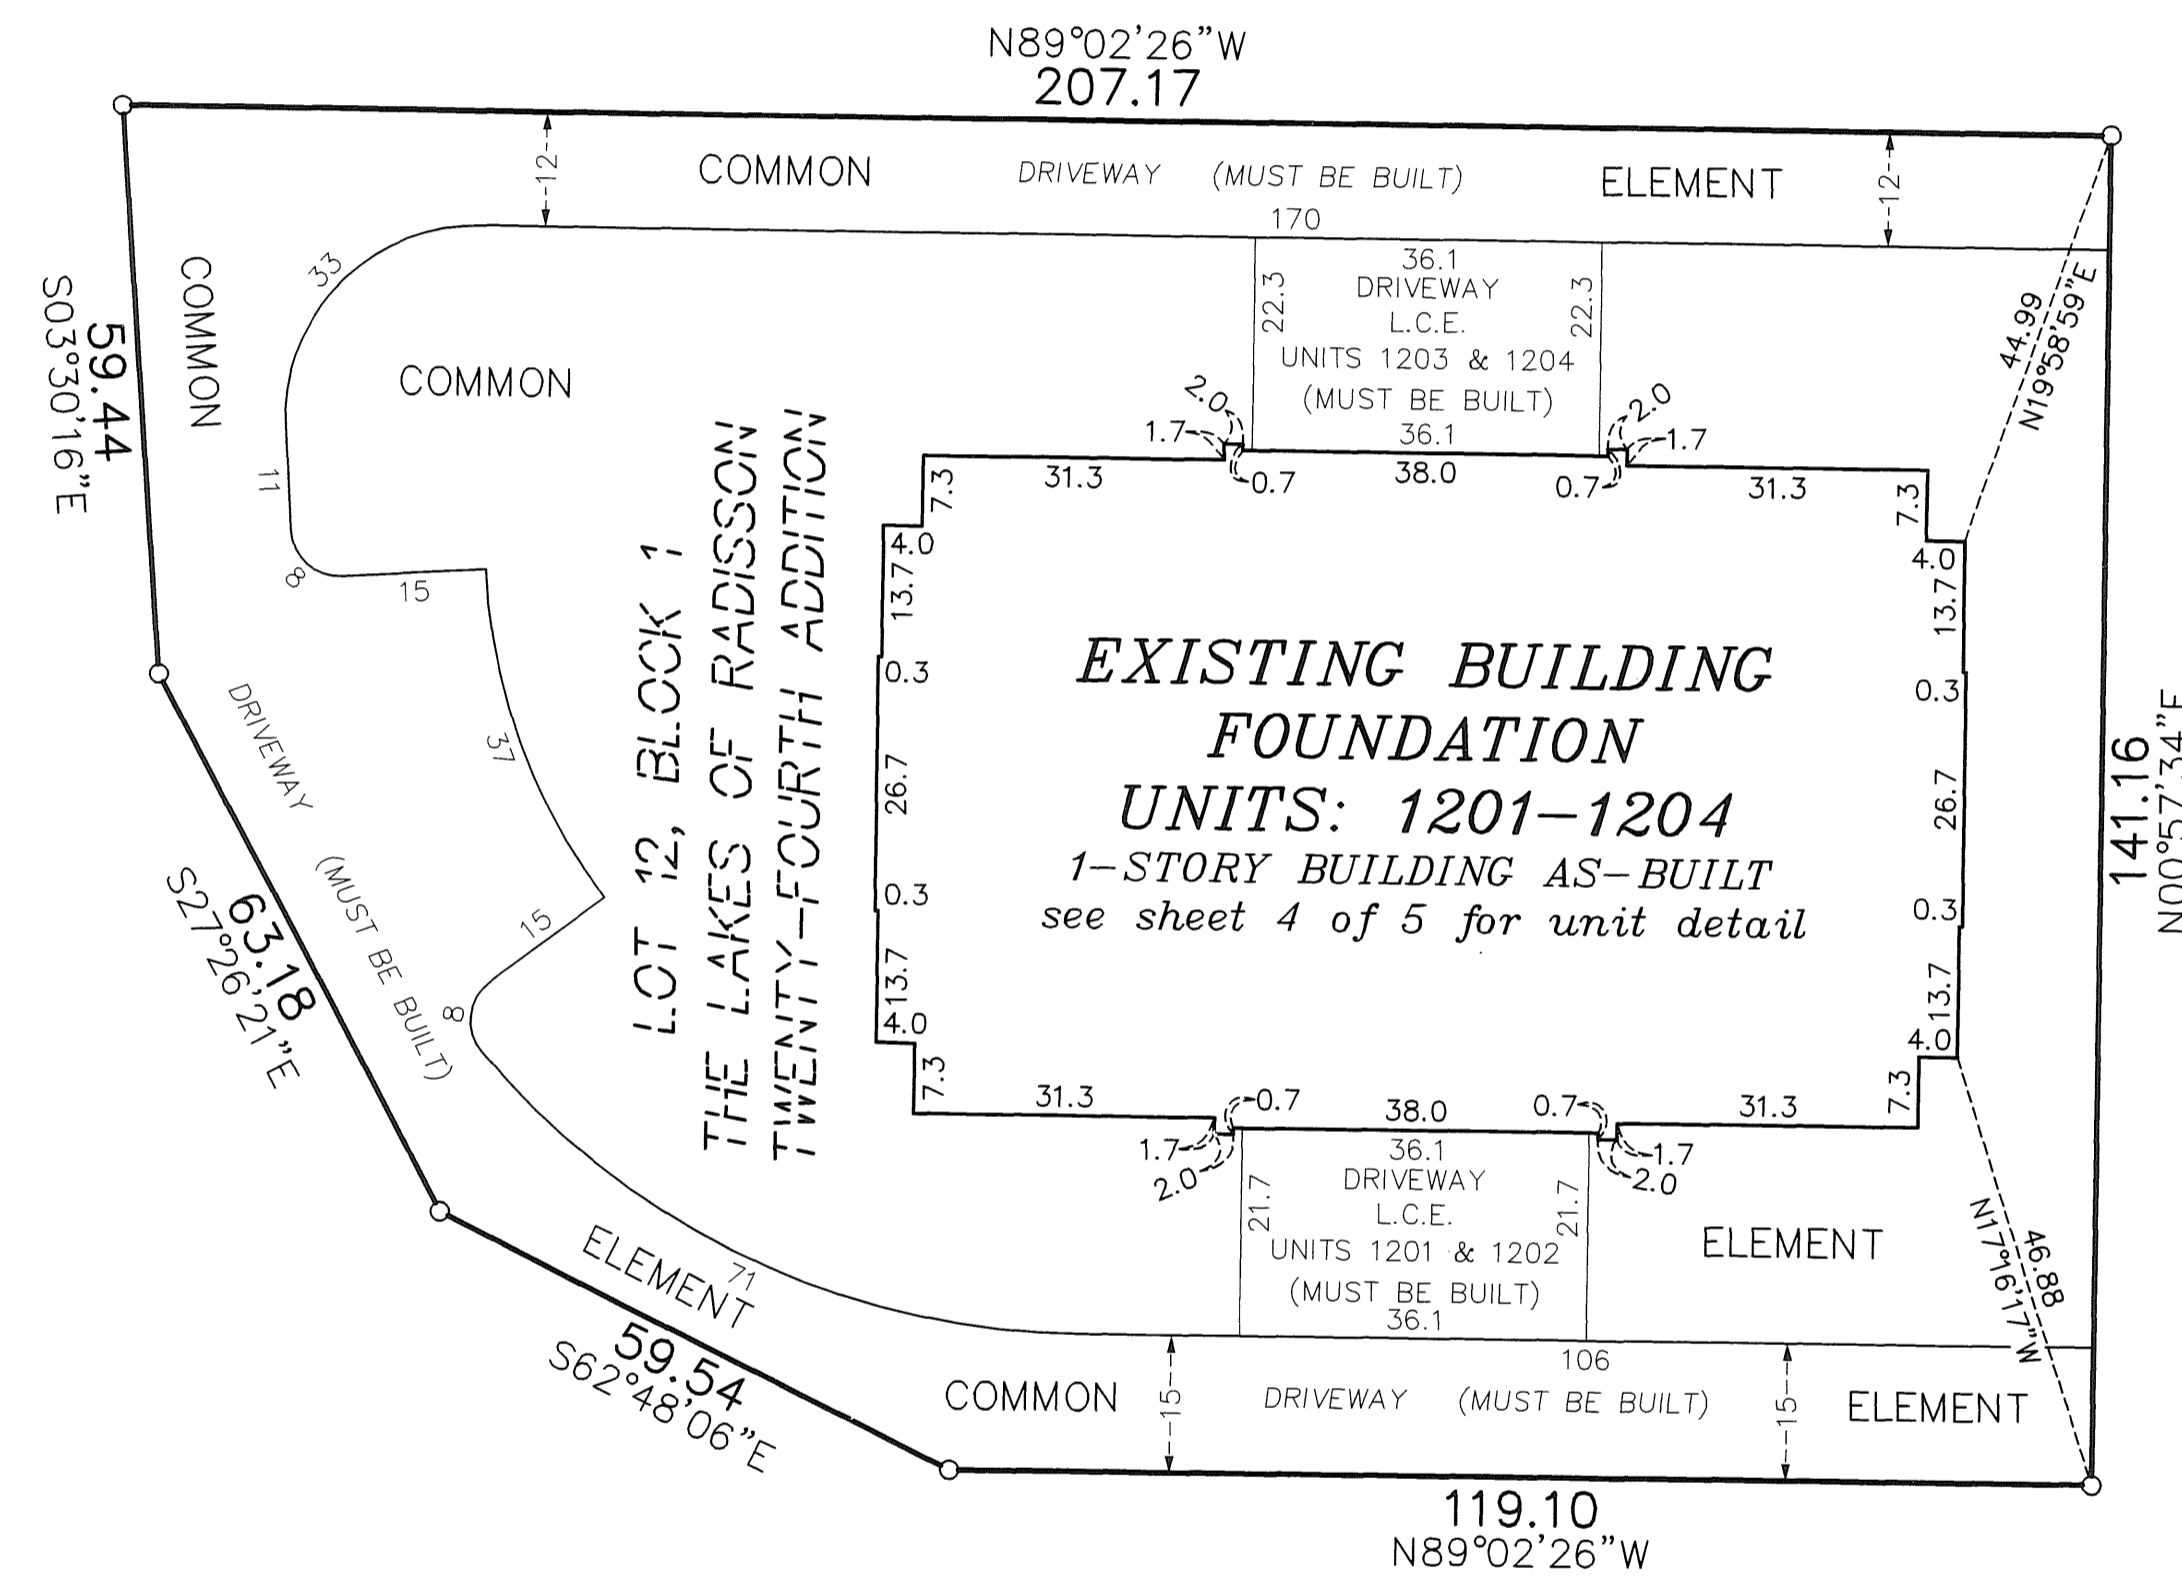 N89°02'26"W
207.17
-12-
COMMON
DRIVEWAY (MUST BE BUILT)
ELEMENT
-12-
170
33
COMMON
COMMON
59.44
S03°30'16"E
11
8
15
37
36.1
22.3
DRIVEWAY
22.3
L.C.E.
UNITS 1203 & 1204
(MUST BE BUILT)
36.1
2.0
1.7
0.7
38.0
2.0
1.7
0.7
31.3
31.3
7.3
7.3
44.99
N19°58'59"E
4.0
4.0
13.7
13.7
0.3
0.3
26.7
26.7
0.3
0.3
13.7
13.7
4.0
4.0
7.3
7.3
LOT 12, BLOCK 1
THE LAKES OF RADISSON
TWENTY-FOURTH ADDITION
EXISTING BUILDING
FOUNDATION
UNITS: 1201-1204
1-STORY BUILDING AS-BUILT
see sheet 4 of 5 for unit detail
141.16
N00°57'34"E
DRIVEWAY
(MUST BE BUILT)
63.18
S27°26'21"E
15
8
31.3
0.7
38.0
0.7
31.3
1.7
2.0
1.7
2.0
36.1
21.7
DRIVEWAY
21.7
L.C.E.
UNITS 1201 & 1202
(MUST BE BUILT)
36.1
ELEMENT
46.88
N17°16'17"W
ELEMENT
71
59.54
S62°48'06"E
106
COMMON
-15-
DRIVEWAY (MUST BE BUILT)
-15-
ELEMENT
119.10
N89°02'26"W